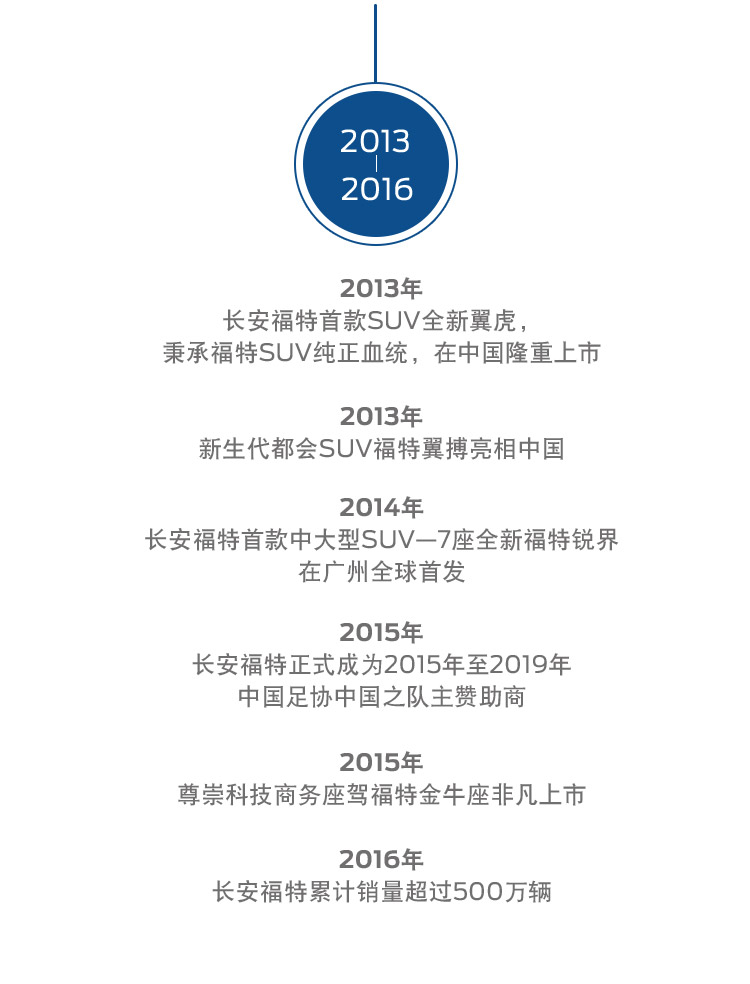 2013
2016
2013年
长安福特首款SUV全新翼虎，
秉承福特SUV纯正血统，在中国隆重上市
2013年
新生代都会SUV福特翼搏亮相中国
2014年
长安福特首款中大型SUV—7座全新福特锐界
在广州全球首发
2015年
长安福特正式成为2015年至2019年
中国足协中国之队主赞助商
2015年
尊崇科技商务座驾福特金牛座非凡上市
2016年
长安福特累计销量超过500万辆